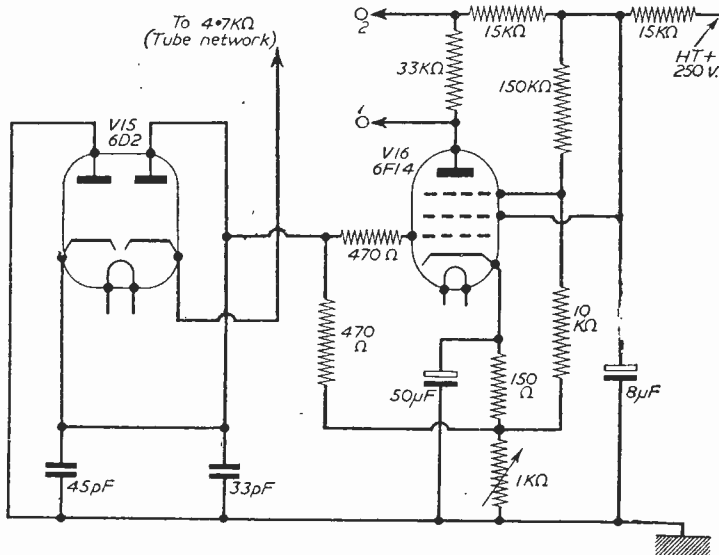 To 4·7KΩ
(Tube network)
2
15KΩ
15KΩ
HT+
250 V.
33KΩ
150KΩ
1
V15
6D2
V16
6F14
470 Ω
470
Ω
10
KΩ
50µF
150
Ω
8µF
45pF
33pF
1KΩ